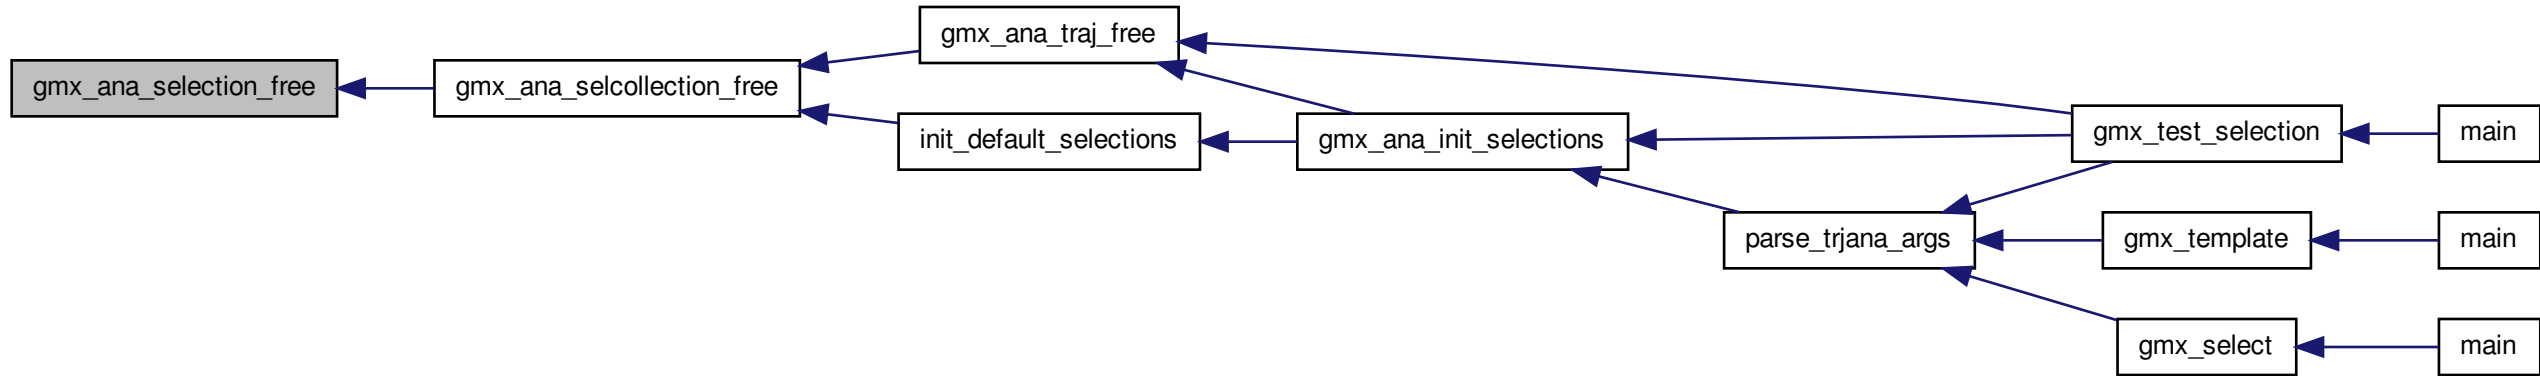 gmx_ana_selection_free
gmx_ana_selcollection_free
gmx_ana_traj_free
init_default_selections
gmx_ana_init_selections
parse_trjana_args
gmx_test_selection
gmx_template
gmx_select
main
main
main